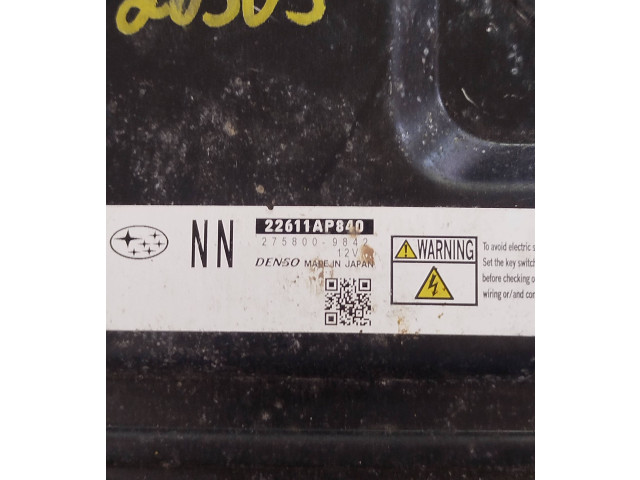 20505
NN
22611AP840
275800-9842
12V
DENSO MADE IN JAPAN
WARNING
To avoid electric s
Set the key switch
before checking o
wiring or/and con